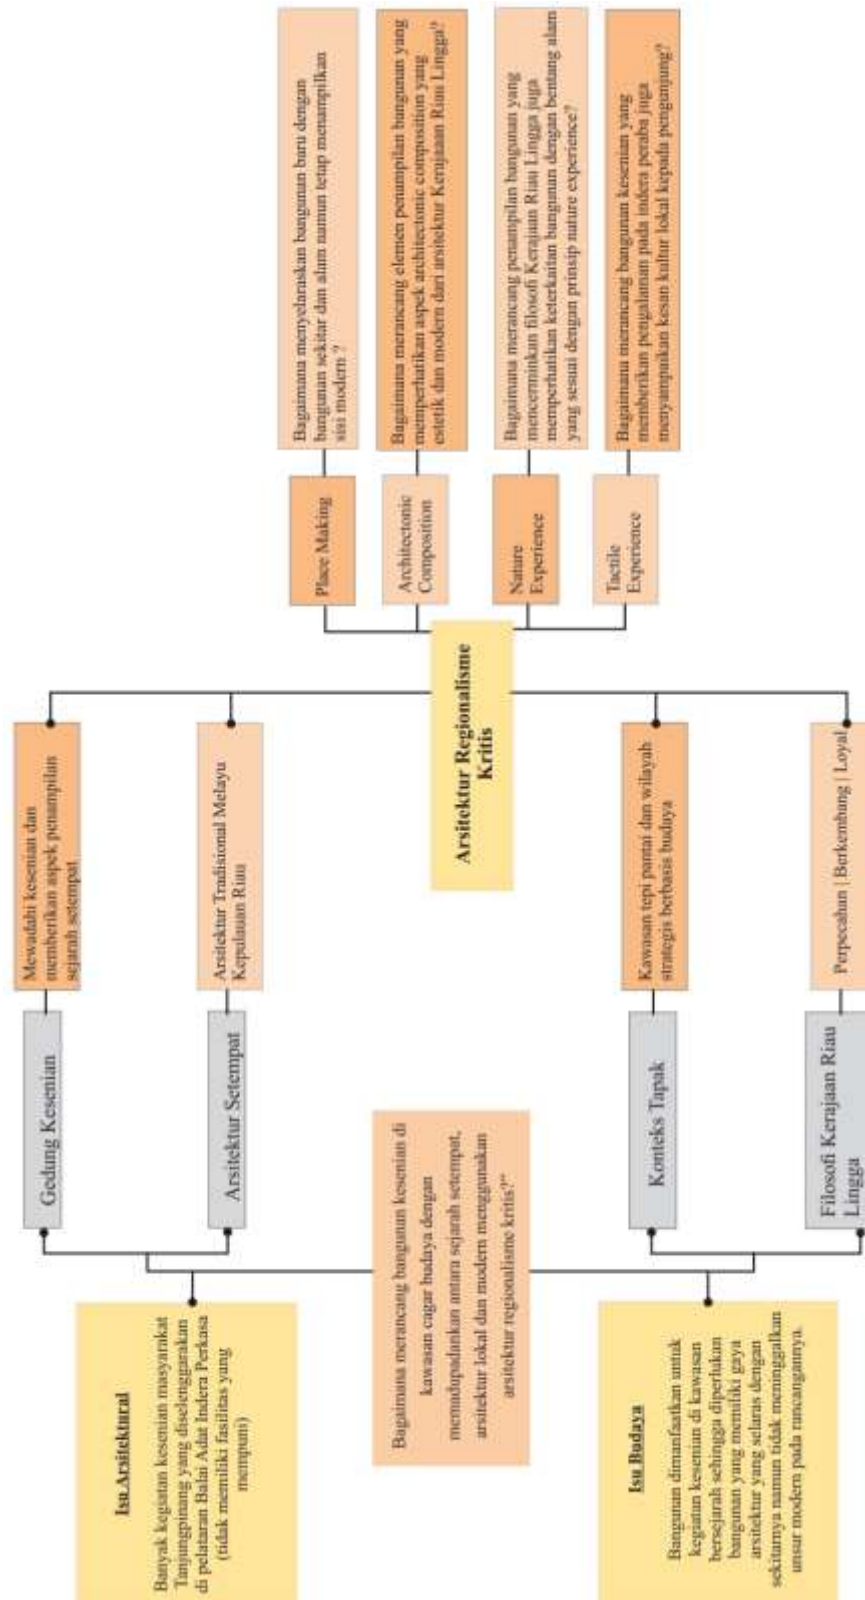 Isu Arsitektural
Banyak kegiatan kesenian masyarakat
Tanjungpinang yang diselenggarakan
di pelataran Balai Adat Indera Perkasa
(tidak memiliki fasilitas yang
mempuni)
Isu Budaya
Bangunan dimanfaatkan untuk
kegiatan kesenian di kawasan
bersejarah sehingga diperlukan
bangunan yang memiliki gaya
arsitektur yang selaras dengan
sekitarnya namun tidak meninggalkan
unsur modern pada rancangannya.
Bagaimana merancang bangunan kesenian di
kawasan cagar budaya dengan
memadupadankan antara sejarah setempat,
arsitektur lokal dan modern menggunakan
arsitektur regionalisme kritis?"
Gedung Kesenian
Arsitektur Setempat
Konteks Tapak
Filosofi Kerajaan Riau
Lingga
Mewadahi kesenian dan
memberikan aspek penampilan
sejarah setempat
Arsitektur Tradisional Melayu
Kepulauan Riau
Kawasan tepi pantai dan wilayah
strategis berbasis budaya
Perpecahan | Berkembang | Loyal
Arsitektur Regionalisme
Kritis
Place Making
Architectonic
Composition
Nature
Experience
Tactile
Experience
Bagaimana menyelaraskan bangunan baru dengan
bangunan sekitar dan alam namun tetap menampilkan
sisi modern ?
Bagaimana merancang elemen penampilan bangunan yang
memperhatikan aspek architectonic composition yang
estetik dan modern dari arsitektur Kerajaaan Riau Lingga?
Bagaimana merancang penampilan bangunan yang
mencerminkan filosofi Kerajaan Riau Lingga juga
memperhatikan keterkaitan bangunan dengan bentang alam
yang sesuai dengan prinsip nature experience?
Bagaimana merancang bangunan kesenian yang
memberikan pengalaman pada indera peraba juga
menyampaikan kesan kultur lokal kepada pengunjung?